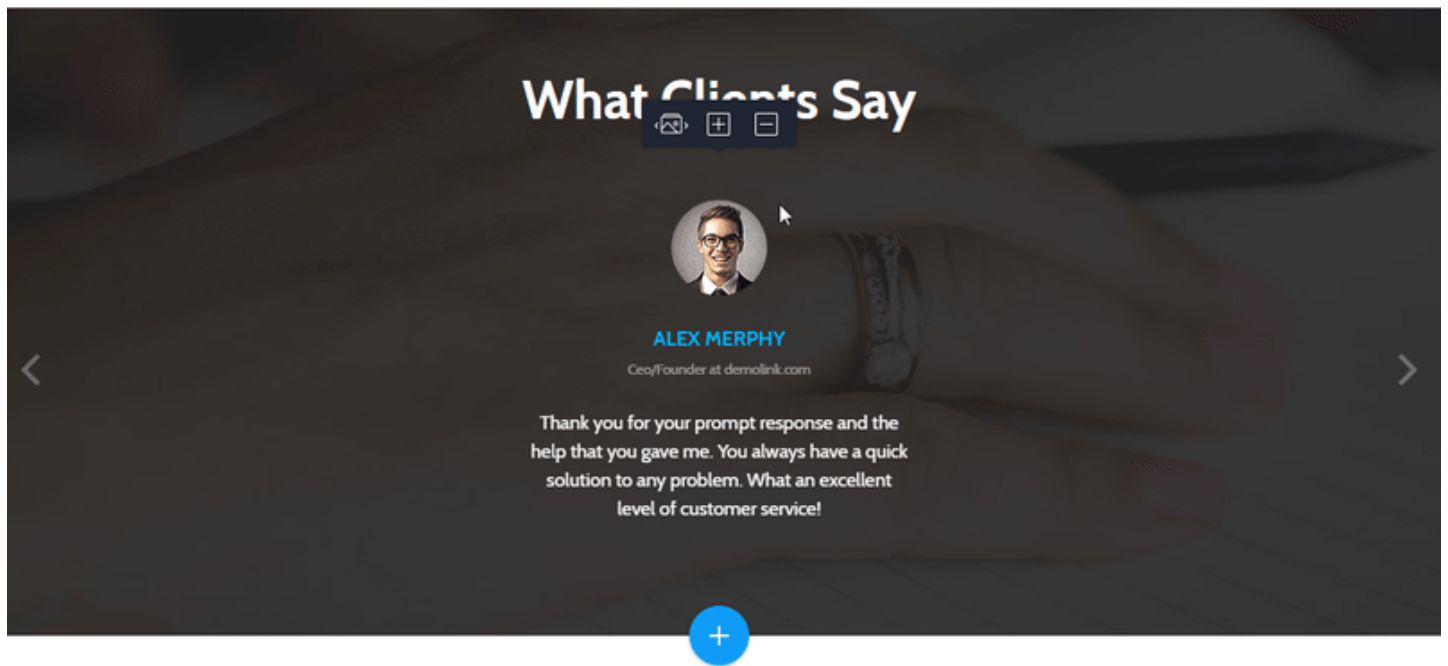 What Clients Say
ALEX MERPHY
Ceo/Founder at demolink.com
Thank you for your prompt response and the
help that you gave me. You always have a quick
solution to any problem. What an excellent
level of customer service!